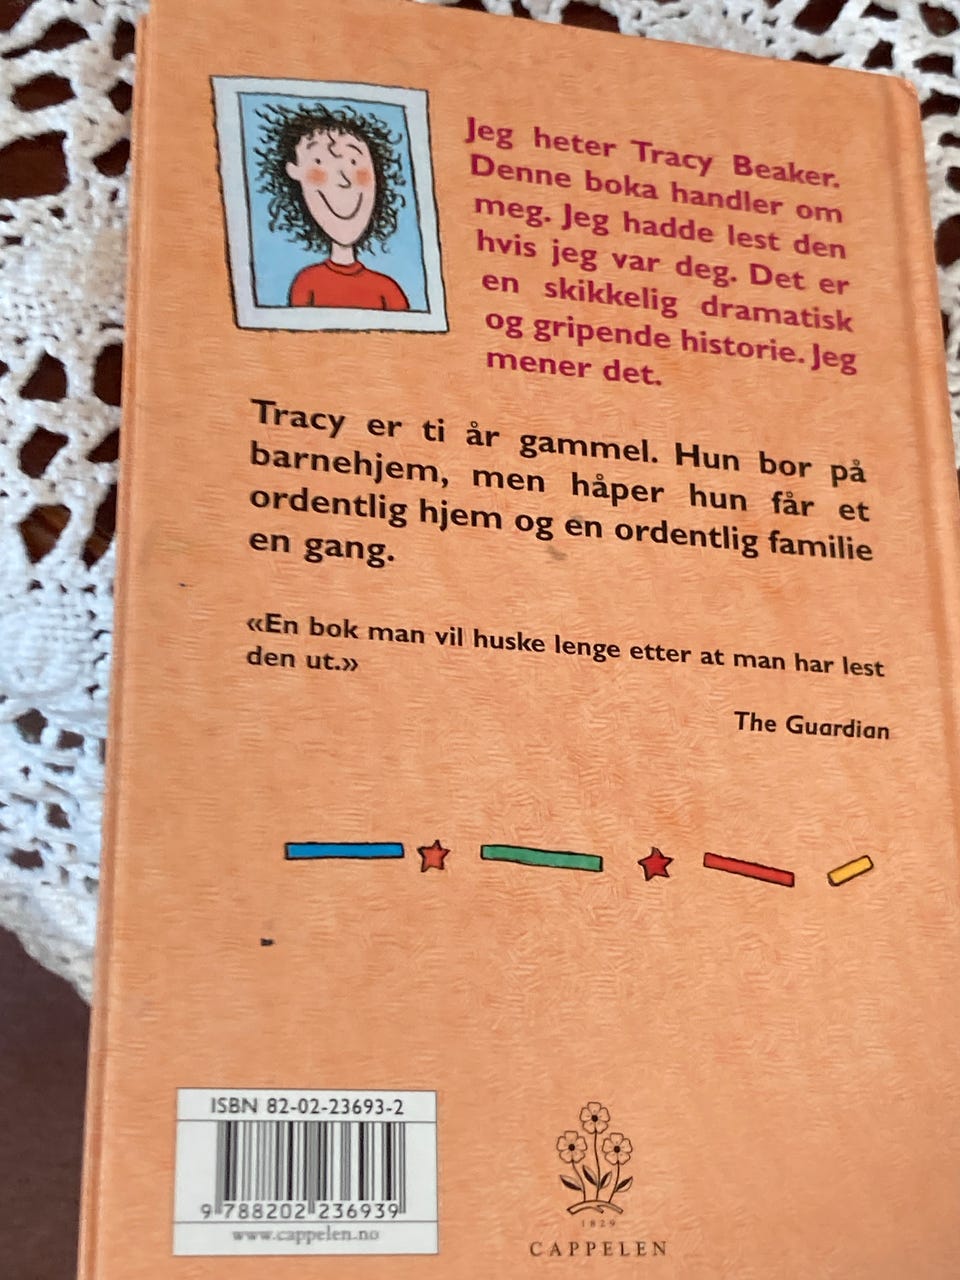 Jeg heter Tracy Beaker.
Denne boka handler om
meg. Jeg hadde lest den
hvis jeg var deg. Det er
en skikkelig dramatisk
og gripende historie. Jeg
mener det.
Tracy er ti år gammel. Hun bor på
barnehjem, men håper hun får et
ordentlig hjem og en ordentlig familie
en gang.
«En bok man vil huske lenge etter at man har lest
den ut.»
The Guardian
ISBN 82-02-23693-2
9 788202 236939
www.cappelen.no
1829
CAPPELEN